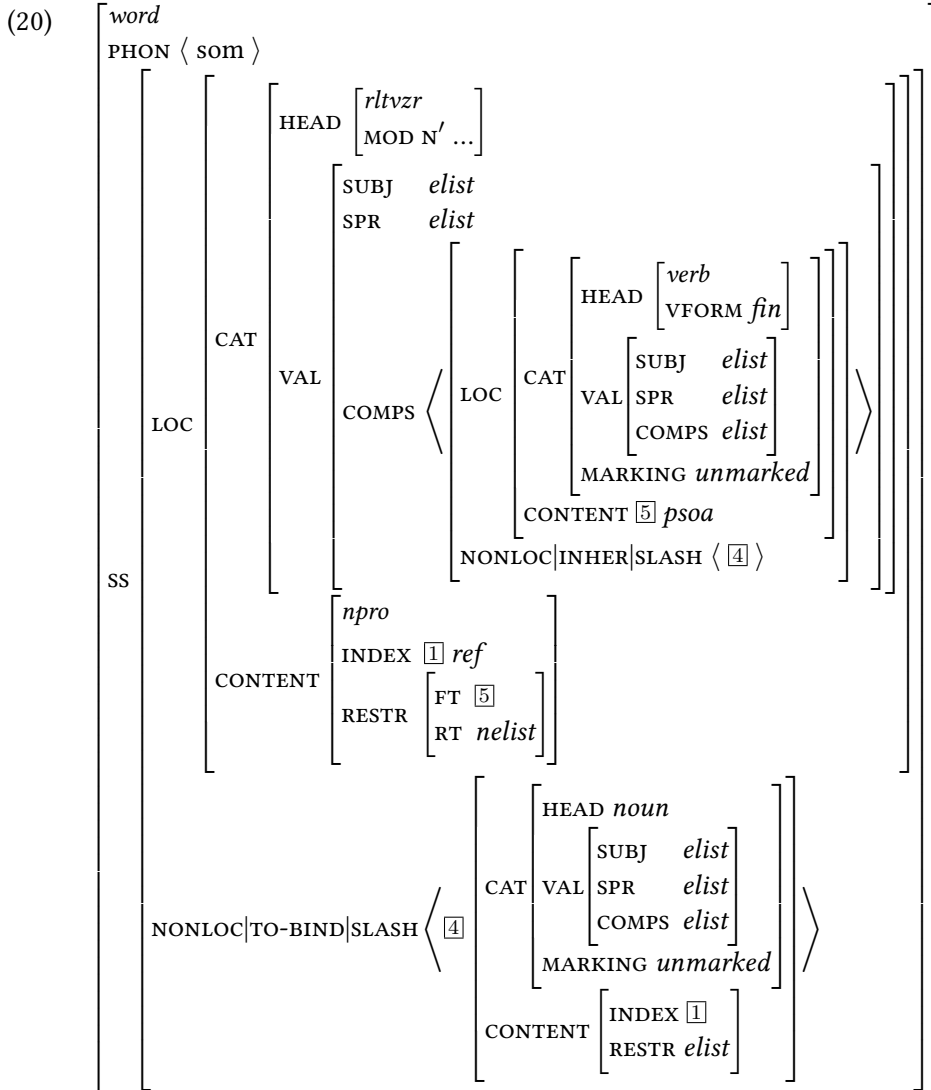 (20)
word
PHON ⟨ som ⟩
rltvzr
HEAD
MOD N′ ...
SUBJ elist
SPR elist
verb
HEAD
VFORM fin
CAT
SUBJ elist
CAT
VAL
COMPS
LOC
VAL SPR elist
LOC
COMPS elist
MARKING unmarked
CONTENT 5 psoa
NONLOC|INHER|SLASH ⟨ 4 ⟩
SS
npro
INDEX 1 ref
CONTENT
FT 5
RESTR
RT nelist
HEAD noun
SUBJ elist
CAT VAL SPR elist
COMPS elist
NONLOC|TO-BIND|SLASH ⟨ 4
MARKING unmarked
INDEX 1
CONTENT
RESTR elist